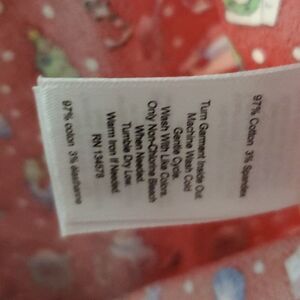 97% Cotton 3% Spandex
Turn Garment Inside Out
Machine Wash Cold
Gentle Cycle
Wash With Like Colors
Only Non-Chlorine Bleach
When Needed
Tumble Dry Low
Warm Iron If Needed
RN 134578
97% coton 3% élasthanne